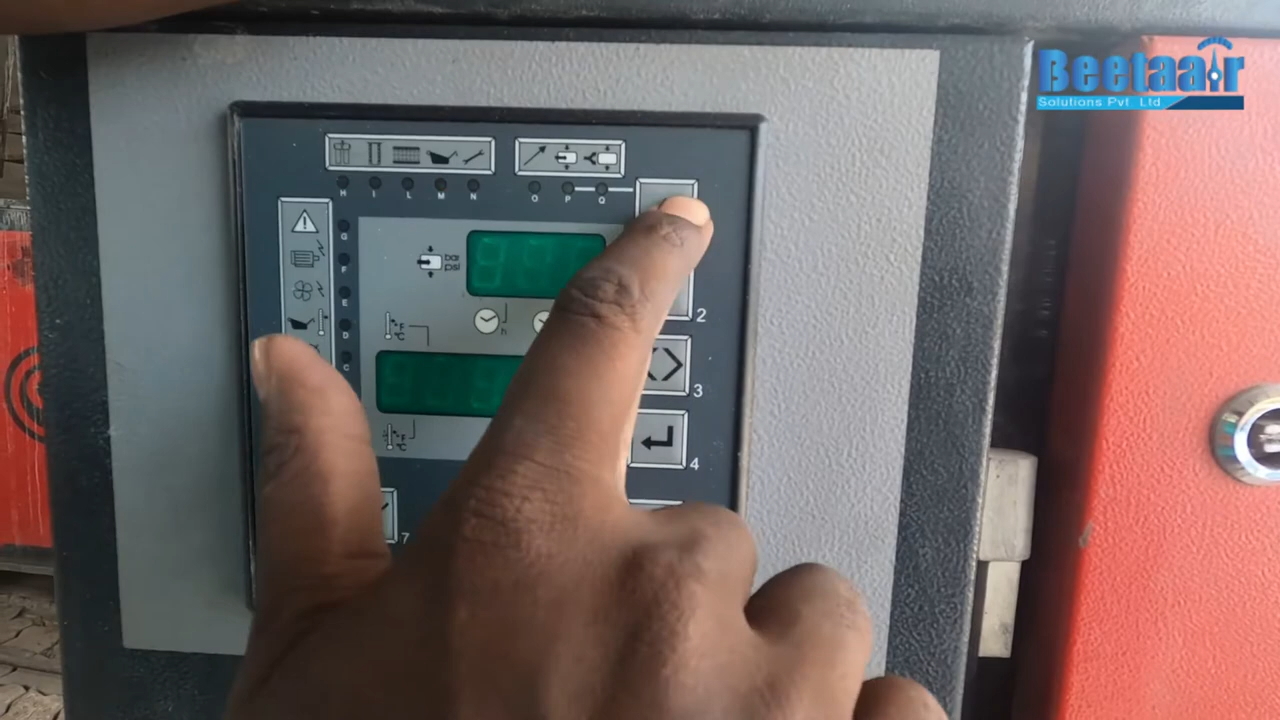 Beetaair
Solutions Pvt. Ltd
H I L M N
O P Q
G
F
E
D
C
bar
psi
2
h
°F
°C
3
°F
°C
4
7